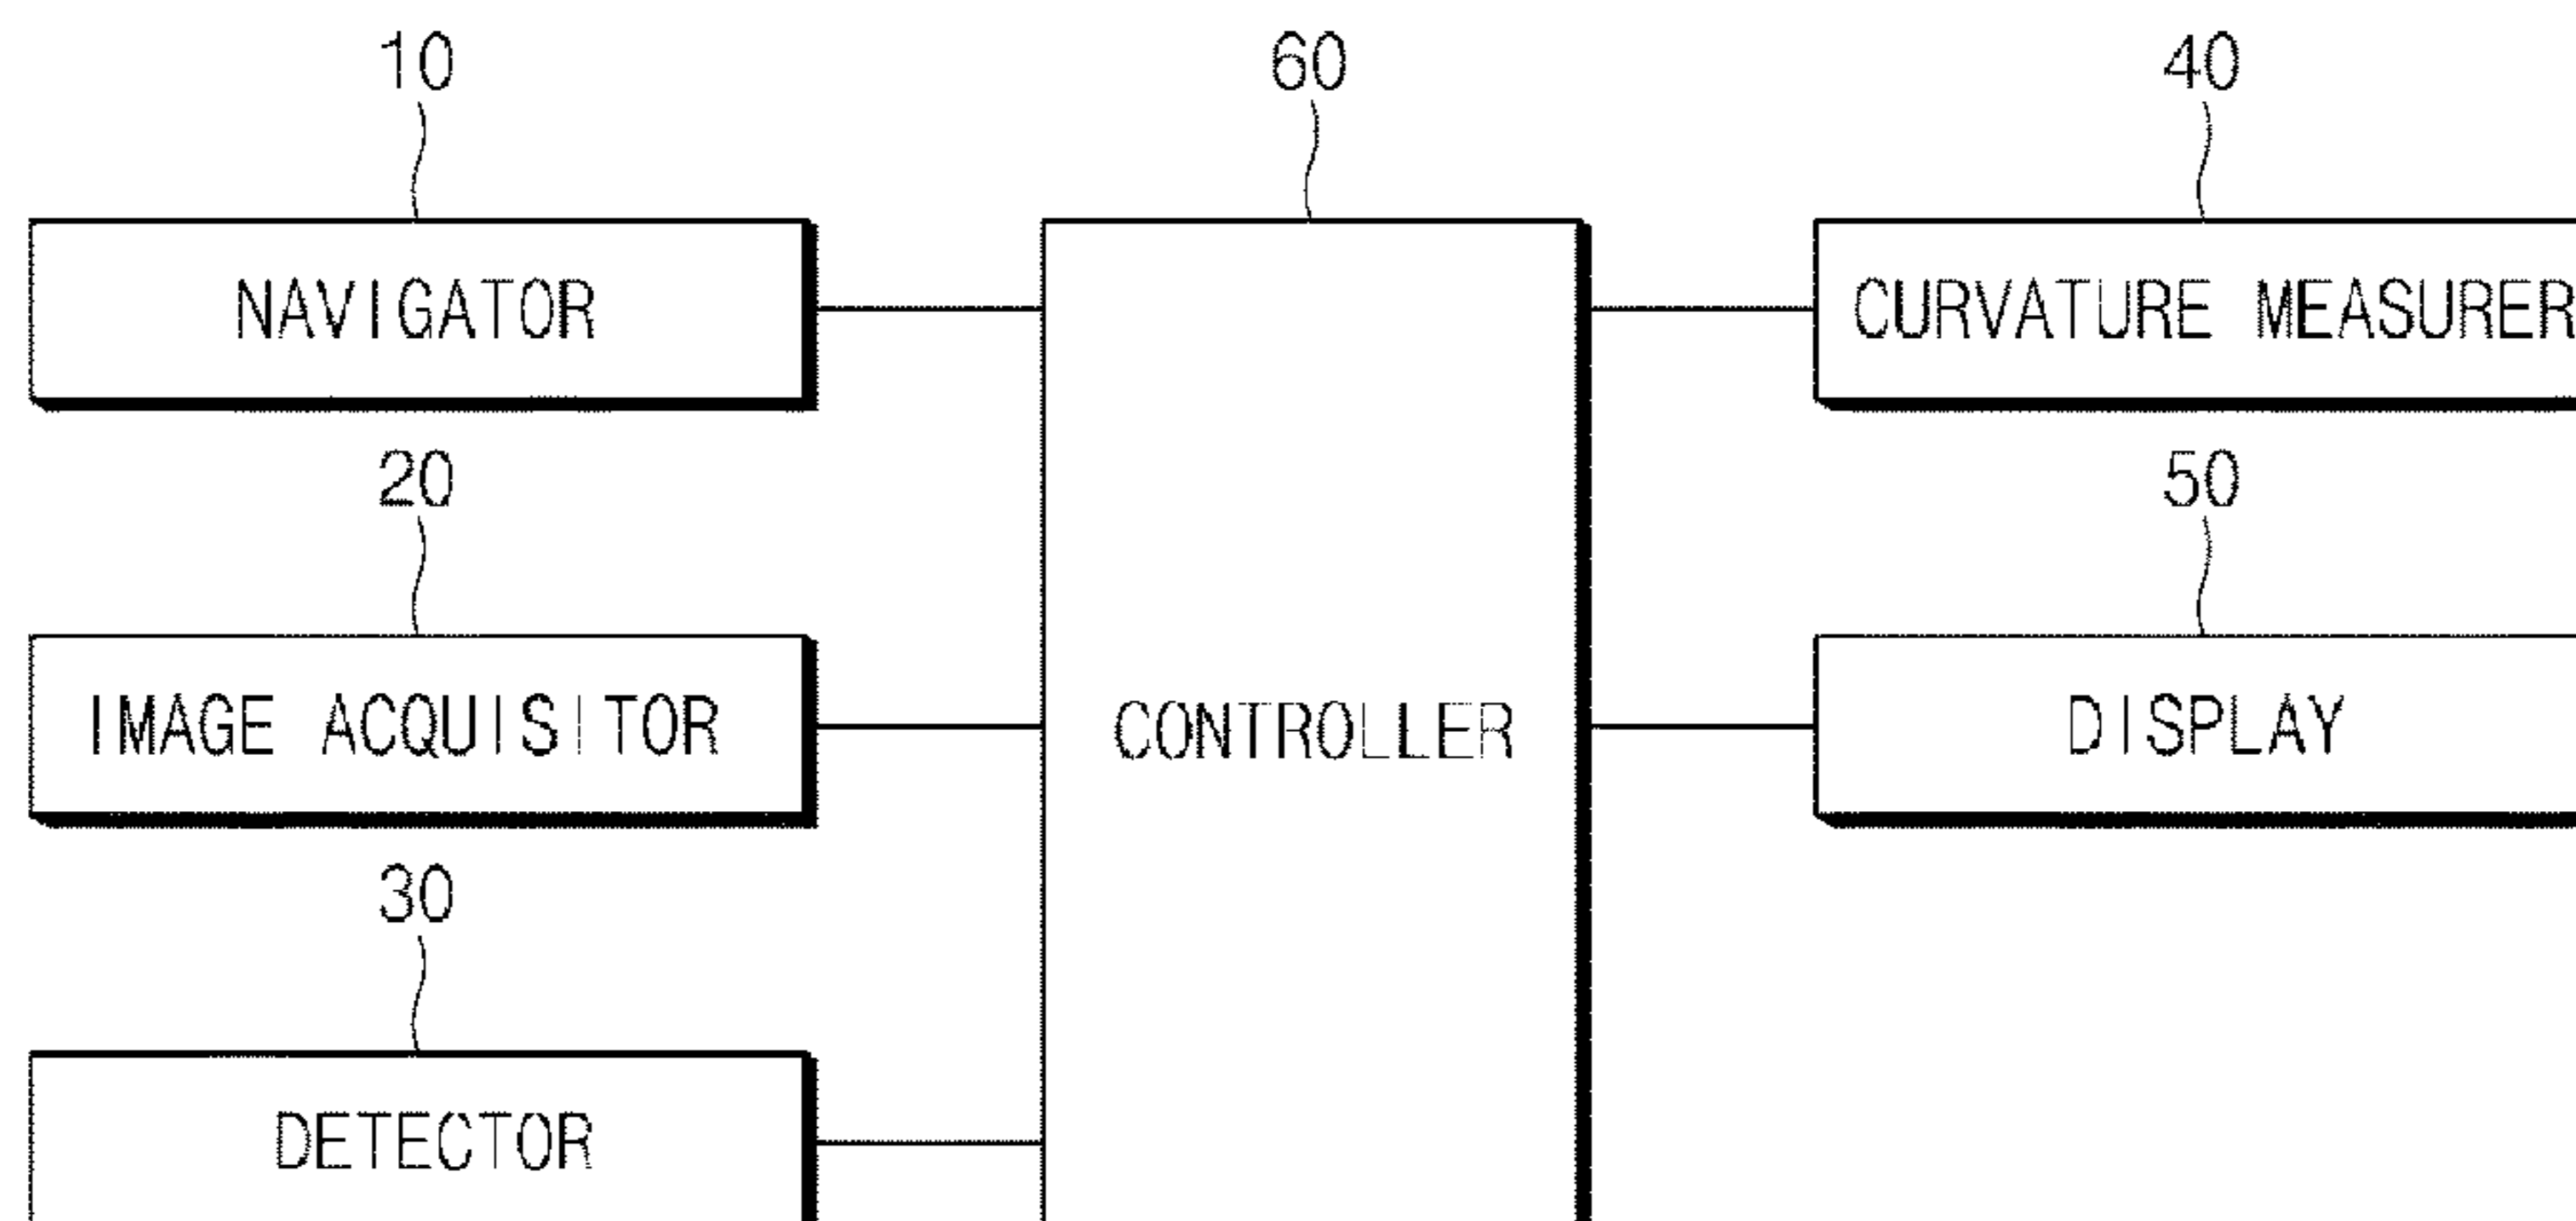 10 60 40
NAVIGATOR CURVATURE MEASURER
20 50
IMAGE ACQUISITOR CONTROLLER DISPLAY
30
DETECTOR